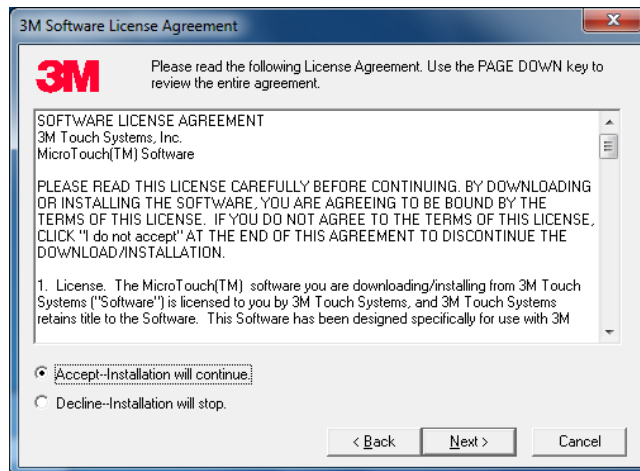 3M Software License Agreement
3M
Please read the following License Agreement. Use the PAGE DOWN key to
review the entire agreement.
SOFTWARE LICENSE AGREEMENT
3M Touch Systems, Inc.
MicroTouch(TM) Software
PLEASE READ THIS LICENSE CAREFULLY BEFORE CONTINUING. BY DOWNLOADING
OR INSTALLING THE SOFTWARE, YOU ARE AGREEING TO BE BOUND BY THE
TERMS OF THIS LICENSE.  IF YOU DO NOT AGREE TO THE TERMS OF THIS LICENSE,
CLICK "I do not accept" AT THE END OF THIS AGREEMENT TO DISCONTINUE THE
DOWNLOAD/INSTALLATION.
1.  License.  The MicroTouch(TM)  software you are downloading/installing from 3M Touch
Systems ("Software") is licensed to you by 3M Touch Systems, and 3M Touch Systems
retains title to the Software.  This Software has been designed specifically for use with 3M
Accept--Installation will continue.
Decline--Installation will stop.
< Back
Next >
Cancel